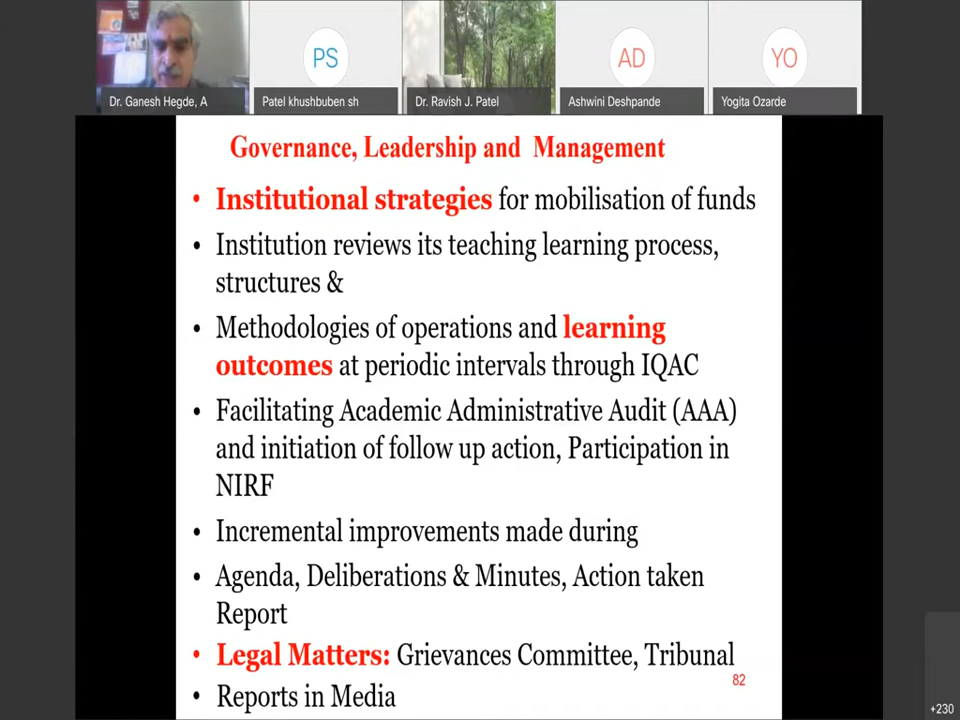 PS
AD
YO
Dr. Ganesh Hegde, A
Patel khushbuben sh
Dr. Ravish J. Patel
Ashwini Deshpande
Yogita Ozarde
Governance, Leadership and Management
• Institutional strategies for mobilisation of funds
• Institution reviews its teaching learning process,
structures &
• Methodologies of operations and learning
outcomes at periodic intervals through IQAC
• Facilitating Academic Administrative Audit (AAA)
and initiation of follow up action, Participation in
NIRF
• Incremental improvements made during
• Agenda, Deliberations & Minutes, Action taken
Report
• Legal Matters: Grievances Committee, Tribunal
82
• Reports in Media
+230